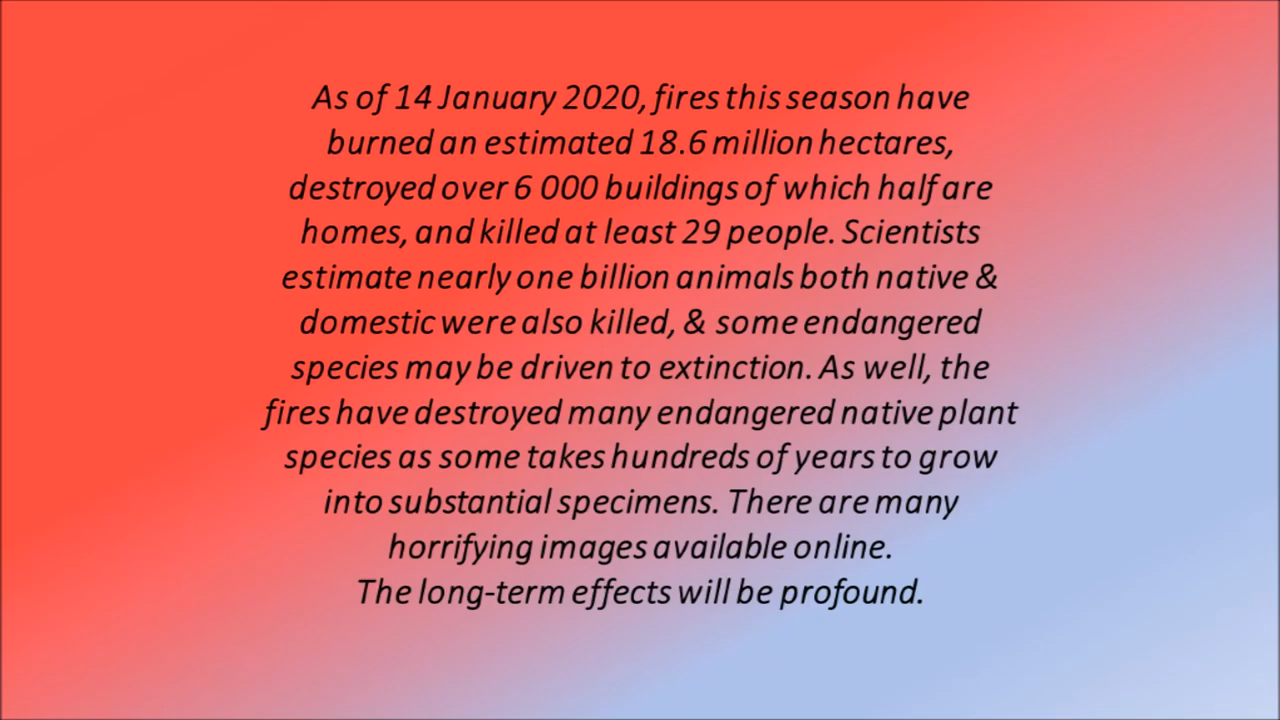 As of 14 January 2020, fires this season have
burned an estimated 18.6 million hectares,
destroyed over 6 000 buildings of which half are
homes, and killed at least 29 people. Scientists
estimate nearly one billion animals both native &
domestic were also killed, & some endangered
species may be driven to extinction. As well, the
fires have destroyed many endangered native plant
species as some takes hundreds of years to grow
into substantial specimens. There are many
horrifying images available online.
The long-term effects will be profound.